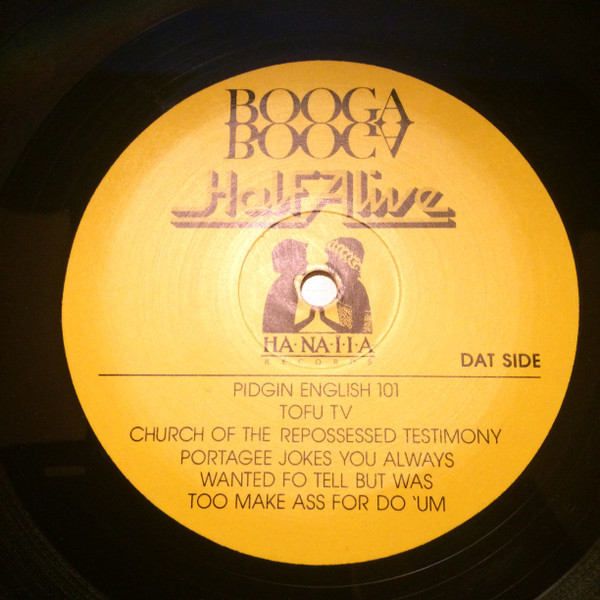 BOOGA
BOOGA
Half Alive
HA·NA·I·I·A
RECORDS
DAT SIDE
PIDGIN ENGLISH 101
TOFU TV
CHURCH OF THE REPOSSESSED TESTIMONY
PORTAGEE JOKES YOU ALWAYS
WANTED FO TELL BUT WAS
TOO MAKE ASS FOR DO 'UM